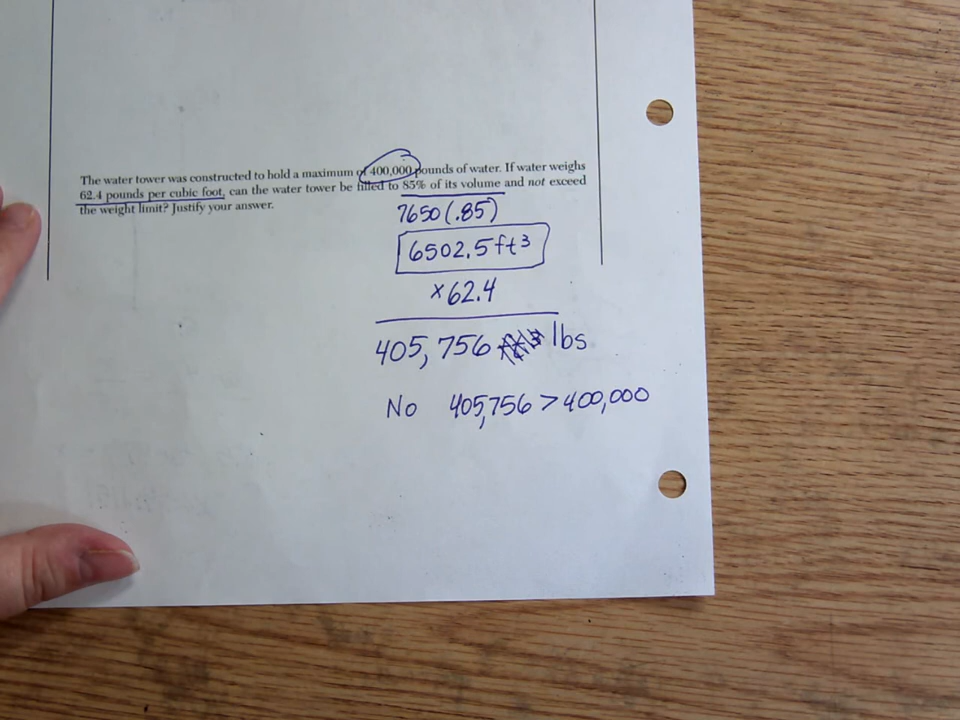 The water tower was constructed to hold a maximum of 400,000 pounds of water. If water weighs
62.4 pounds per cubic foot, can the water tower be filled to 85% of its volume and not exceed
the weight limit? Justify your answer.
7650(.85)
6502.5ft³
×62.4
405,756 lbs
No 405,756 > 400,000